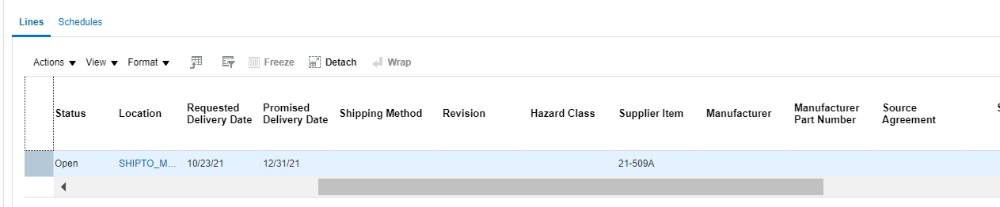 Lines Schedules
Actions View Format Freeze Detach Wrap
Status Location Requested Delivery Date Promised Delivery Date Shipping Method Revision Hazard Class Supplier Item Manufacturer Manufacturer Part Number Source Agreement S
Open SHIPTO_M... 10/23/21 12/31/21 21-509A